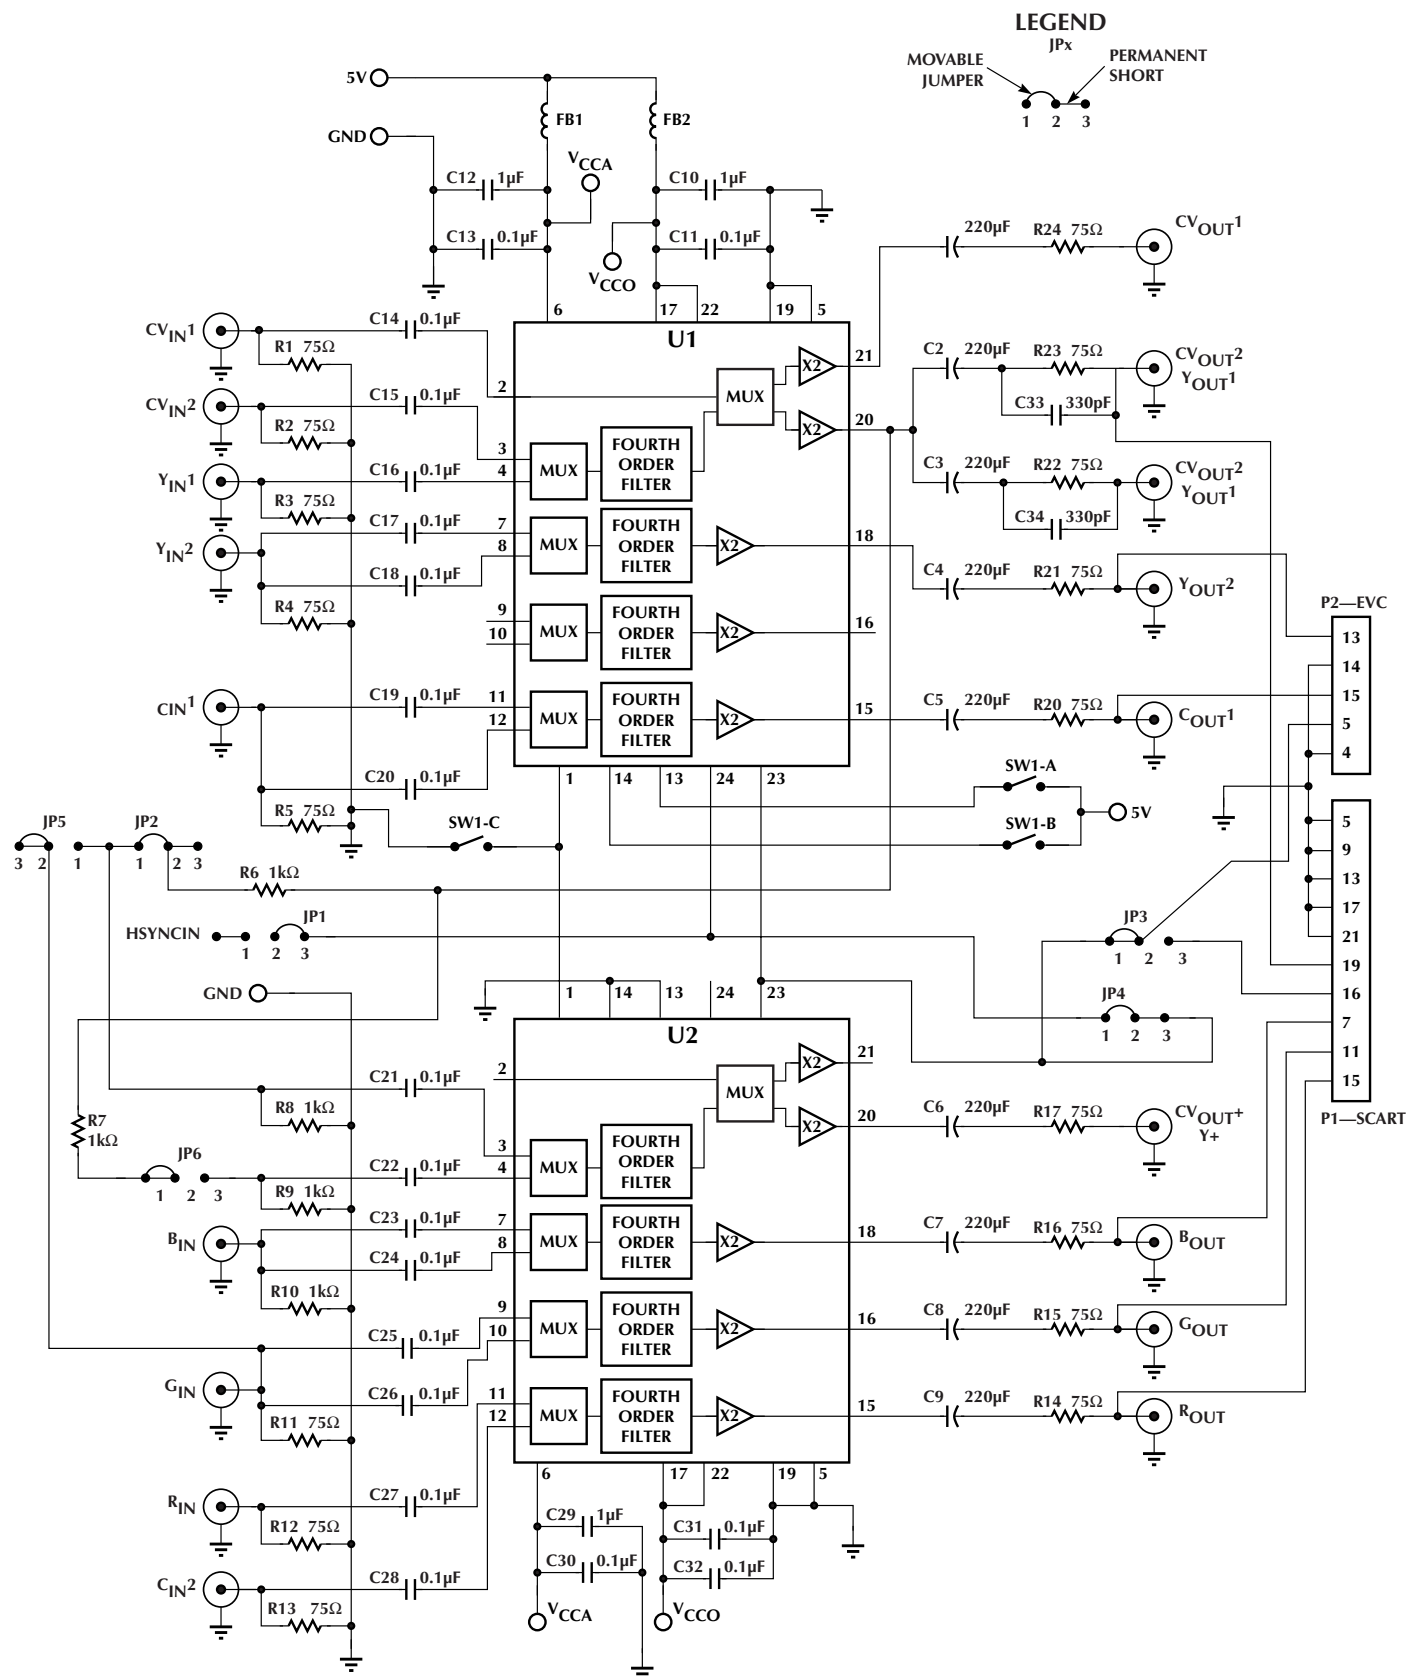 LEGEND
JPx
MOVABLE JUMPER
PERMANENT SHORT
1 2 3
5V
FB1
FB2
GND
VCCA
C12 1µF
C10 1µF
C13 0.1µF
C11 0.1µF
VCCO
220µF R24 75Ω
CVOUT1
6 17 22 19 5
U1
CVIN1
C14 0.1µF
R1 75Ω
2
MUX
X2
21
C2 220µF R23 75Ω
CVOUT2
YOUT1
C33 330pF
CVIN2
C15 0.1µF
R2 75Ω
3
4
MUX
FOURTH ORDER FILTER
X2
20
YIN1
C16 0.1µF
R3 75Ω
C3 220µF R22 75Ω
CVOUT2
YOUT1
C34 330pF
YIN2
C17 0.1µF
7
8
C18 0.1µF
R4 75Ω
MUX
FOURTH ORDER FILTER
X2
18
C4 220µF R21 75Ω
YOUT2
9
10
MUX
FOURTH ORDER FILTER
X2
16
P2—EVC
13
14
15
5
4
CIN1
C19 0.1µF
11
12
C20 0.1µF
R5 75Ω
MUX
FOURTH ORDER FILTER
X2
15
C5 220µF R20 75Ω
COUT1
1 14 13 24 23
SW1-A
SW1-B
5V
SW1-C
JP5
3 2 1
JP2
1 2 3
R6 1kΩ
HSYNCIN
1 2 3
JP1
GND
JP3
1 2 3
JP4
1 2 3
5
9
13
17
21
19
16
7
11
15
P1—SCART
1 14 13 24 23
U2
2
MUX
X2
21
C21 0.1µF
R8 1kΩ
R7
1kΩ
3
4
MUX
FOURTH ORDER FILTER
X2
20
C6 220µF R17 75Ω
CVOUT+
Y+
JP6
1 2 3
C22 0.1µF
R9 1kΩ
BIN
C23 0.1µF
7
8
C24 0.1µF
R10 1kΩ
MUX
FOURTH ORDER FILTER
X2
18
C7 220µF R16 75Ω
BOUT
C25 0.1µF
9
10
MUX
FOURTH ORDER FILTER
X2
16
C8 220µF R15 75Ω
GOUT
GIN
C26 0.1µF
R11 75Ω
11
12
MUX
FOURTH ORDER FILTER
X2
15
C9 220µF R14 75Ω
ROUT
6 17 22 19 5
RIN
C27 0.1µF
R12 75Ω
C29 1µF
C31 0.1µF
C30 0.1µF
C32 0.1µF
CIN2
C28 0.1µF
R13 75Ω
VCCA
VCCO